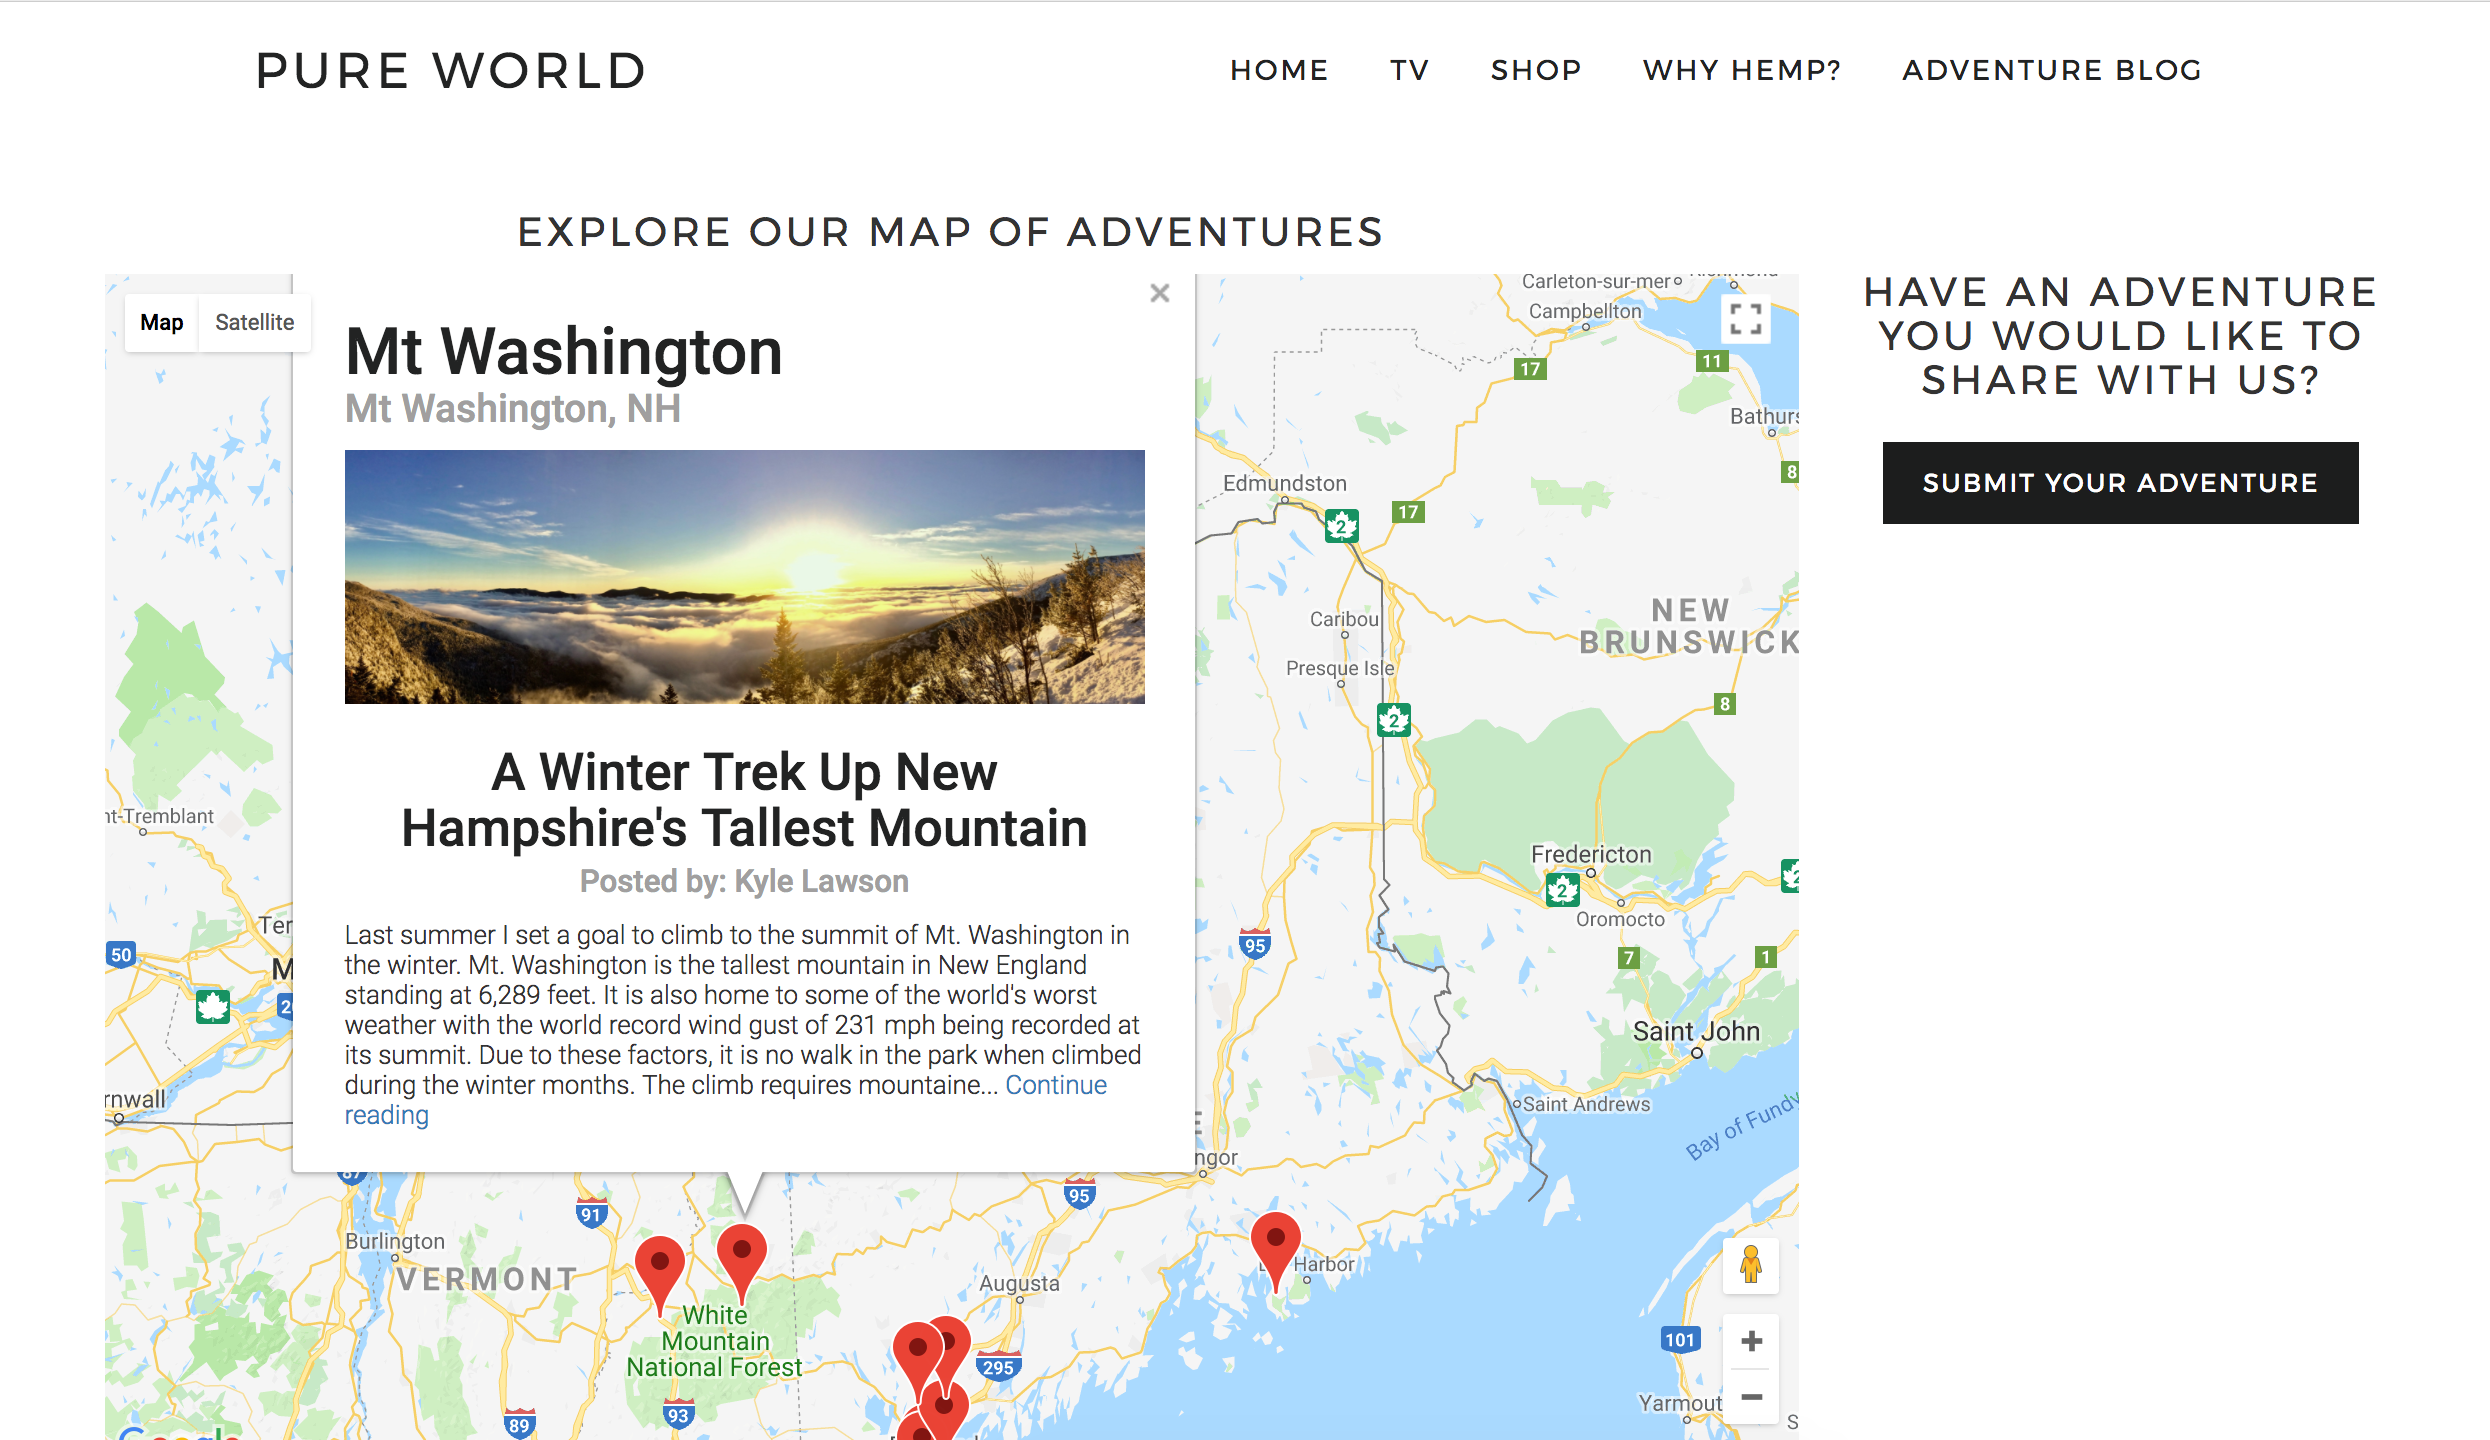 PURE WORLD
HOME TV SHOP WHY HEMP? ADVENTURE BLOG
EXPLORE OUR MAP OF ADVENTURES
Map Satellite
×
Mt Washington
Mt Washington, NH
A Winter Trek Up New
Hampshire's Tallest Mountain
Posted by: Kyle Lawson
Last summer I set a goal to climb to the summit of Mt. Washington in
the winter. Mt. Washington is the tallest mountain in New England
standing at 6,289 feet. It is also home to some of the world's worst
weather with the world record wind gust of 231 mph being recorded at
its summit. Due to these factors, it is no walk in the park when climbed
during the winter months. The climb requires mountaine... Continue
reading
HAVE AN ADVENTURE
YOU WOULD LIKE TO
SHARE WITH US?
SUBMIT YOUR ADVENTURE
Carleton-sur-mer
Campbellton
17
11
Bathurs
8
Edmundston
2
17
Caribou
Presque Isle
NEW
BRUNSWICK
8
2
nt-Tremblant
Fredericton
2
2
Oromocto
Ter
50
M
95
7
1
Saint John
rnwall
Saint Andrews
Bay of Fundy
ngor
87
91
95
Burlington
VERMONT
Augusta
Harbor
White
Mountain
National Forest
295
101
+
−
Yarmout
89
93
Google